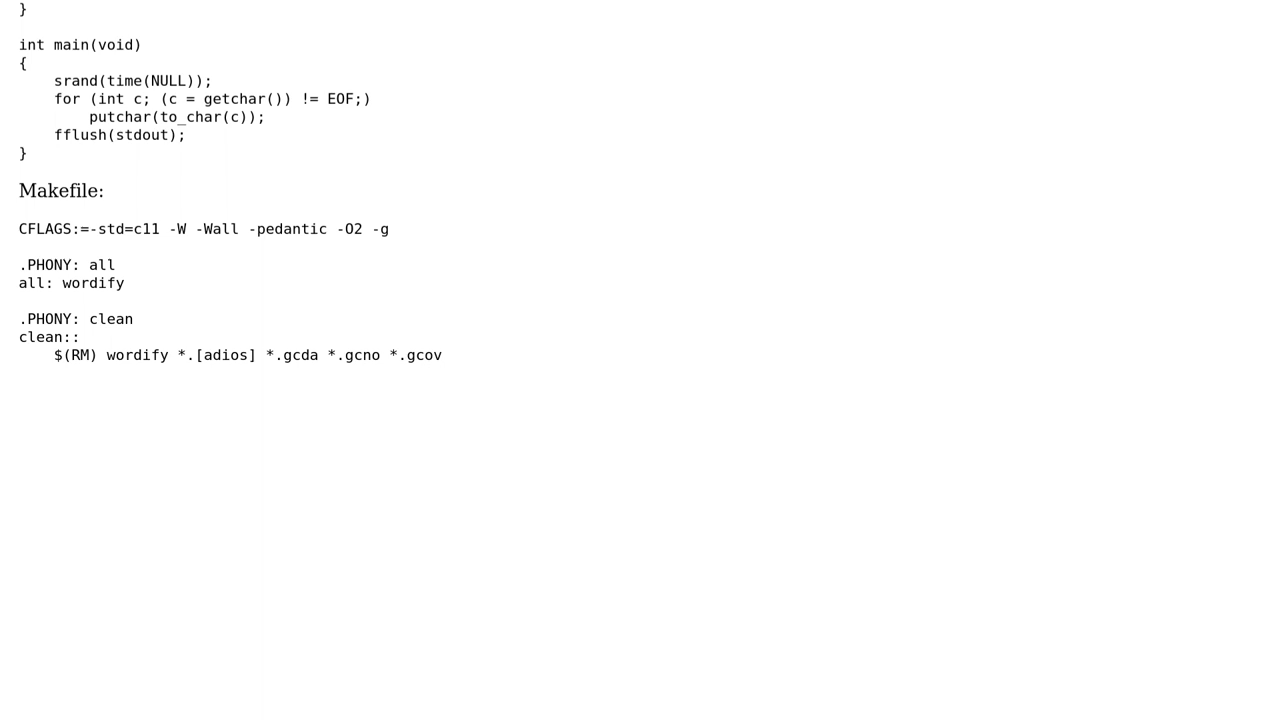 }
int main(void)
{
    srand(time(NULL));
    for (int c; (c = getchar()) != EOF;)
        putchar(to_char(c));
    fflush(stdout);
}
Makefile:
CFLAGS:=-std=c11 -W -Wall -pedantic -O2 -g
.PHONY: all
all: wordify
.PHONY: clean
clean::
    $(RM) wordify *.[adios] *.gcda *.gcno *.gcov